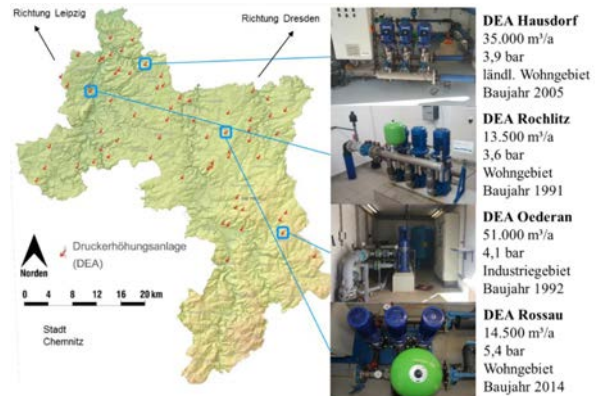 Richtung Leipzig
Richtung Dresden
Norden
Druckerhöhungsanlage
(DEA)
0 4 8 12 16 20 km
Stadt
Chemnitz
DEA Hausdorf
35.000 m³/a
3,9 bar
ländl. Wohngebiet
Baujahr 2005
DEA Rochlitz
13.500 m³/a
3,6 bar
Wohngebiet
Baujahr 1991
DEA Oederan
51.000 m³/a
4,1 bar
Industriegebiet
Baujahr 1992
DEA Rossau
14.500 m³/a
5,4 bar
Wohngebiet
Baujahr 2014